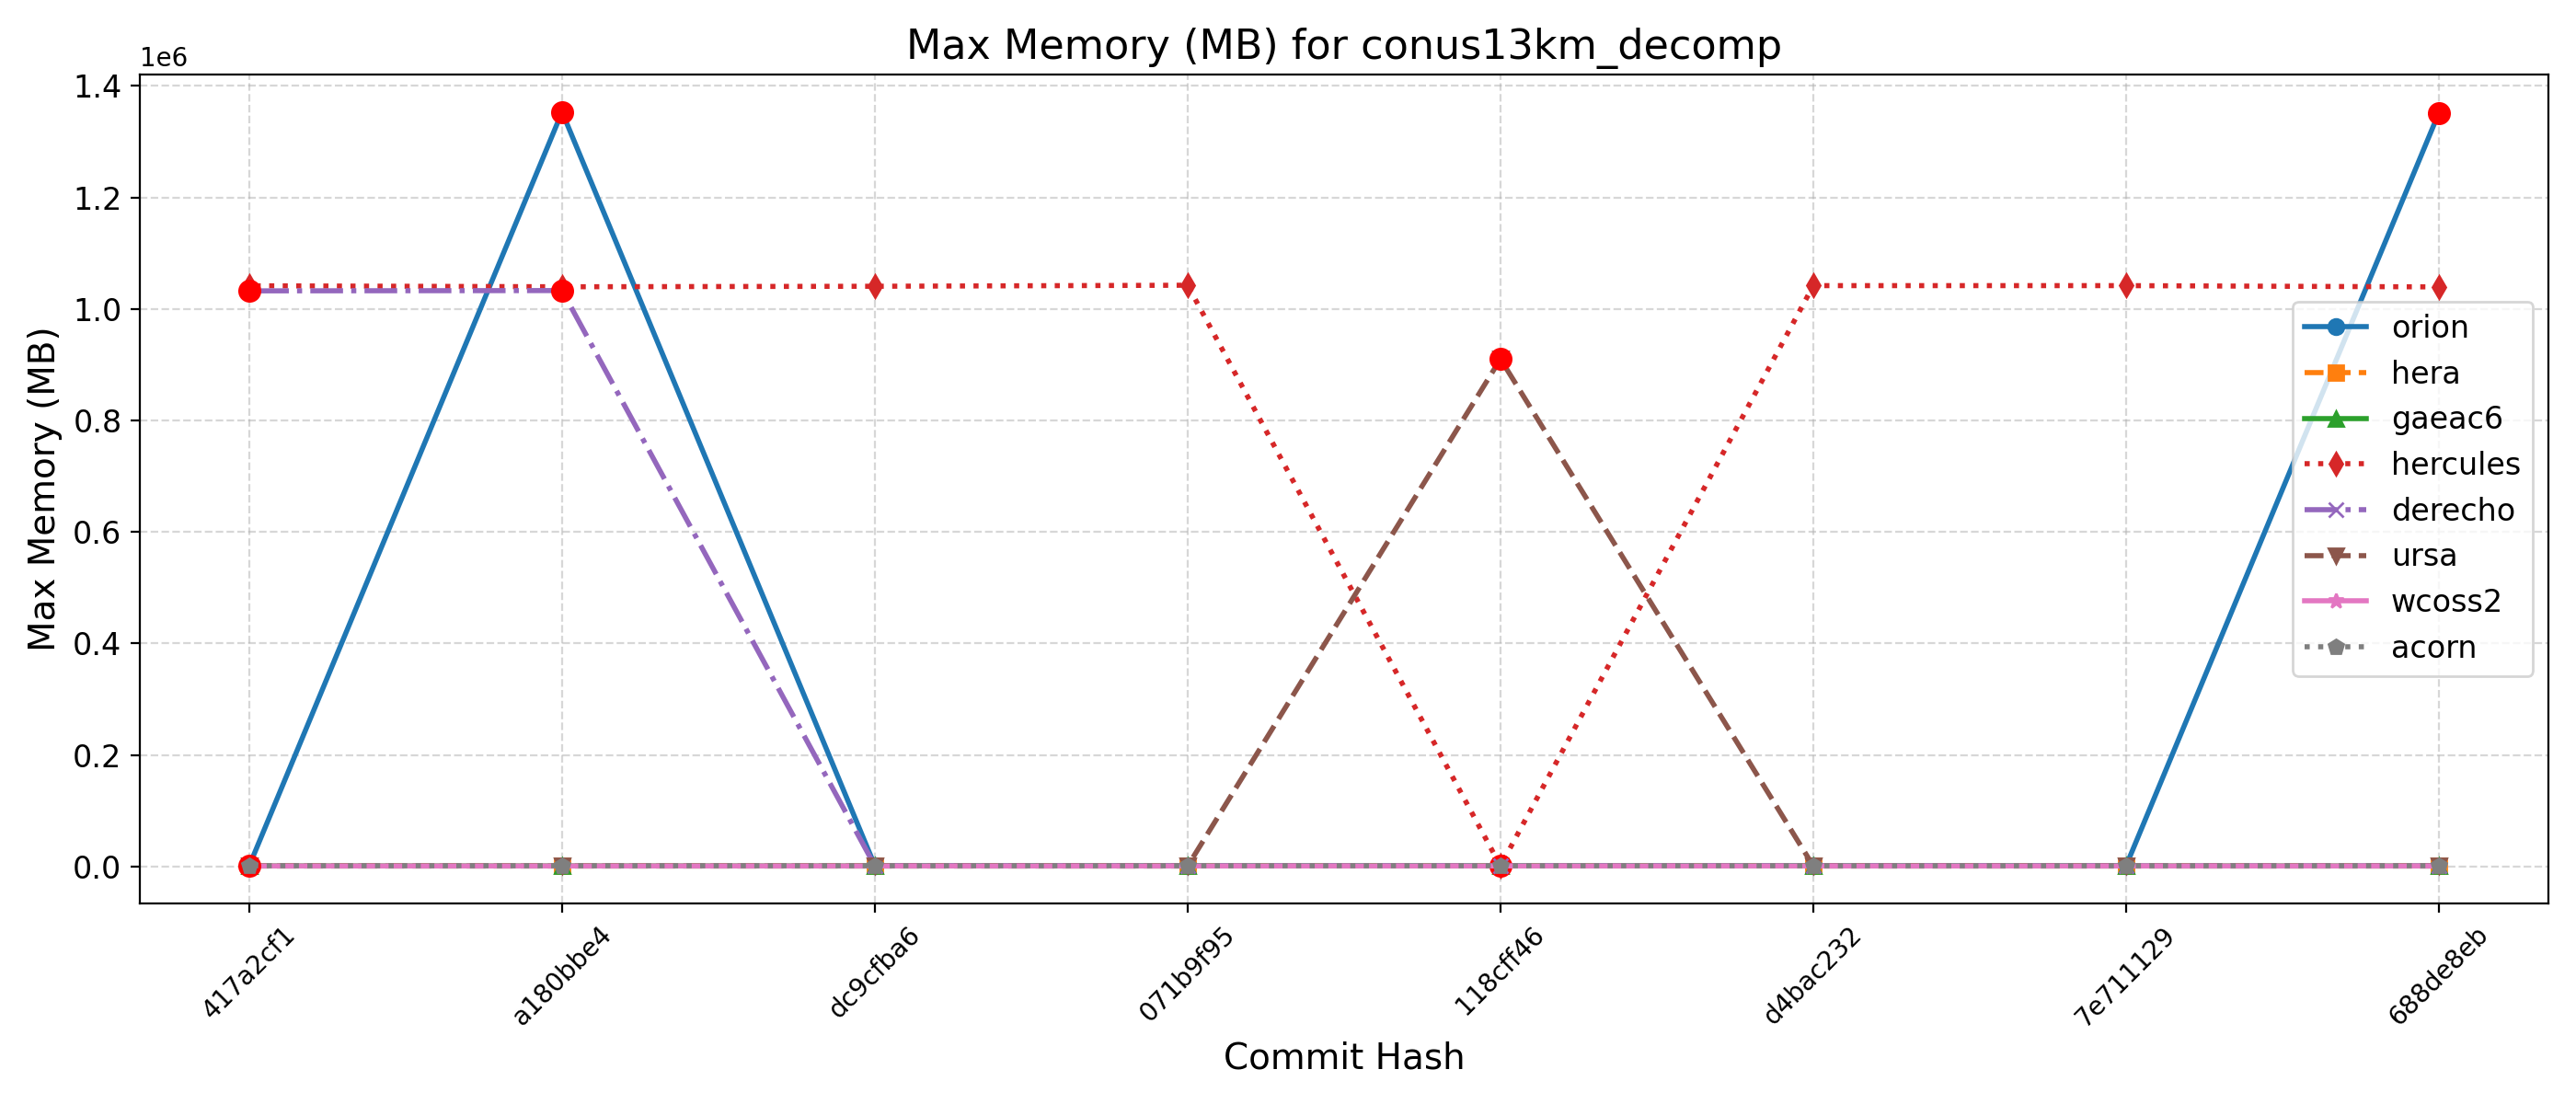 Max Memory (MB) for conus13km_decomp
1e6
1.4
1.2
1.0
0.8
0.6
0.4
0.2
0.0
Max Memory (MB)
orion
hera
gaeac6
hercules
derecho
ursa
wcoss2
acorn
417a2cf1
a180bbe4
dc9cfba6
071b9f95
118cff46
d4bac232
7e711129
688de8eb
Commit Hash